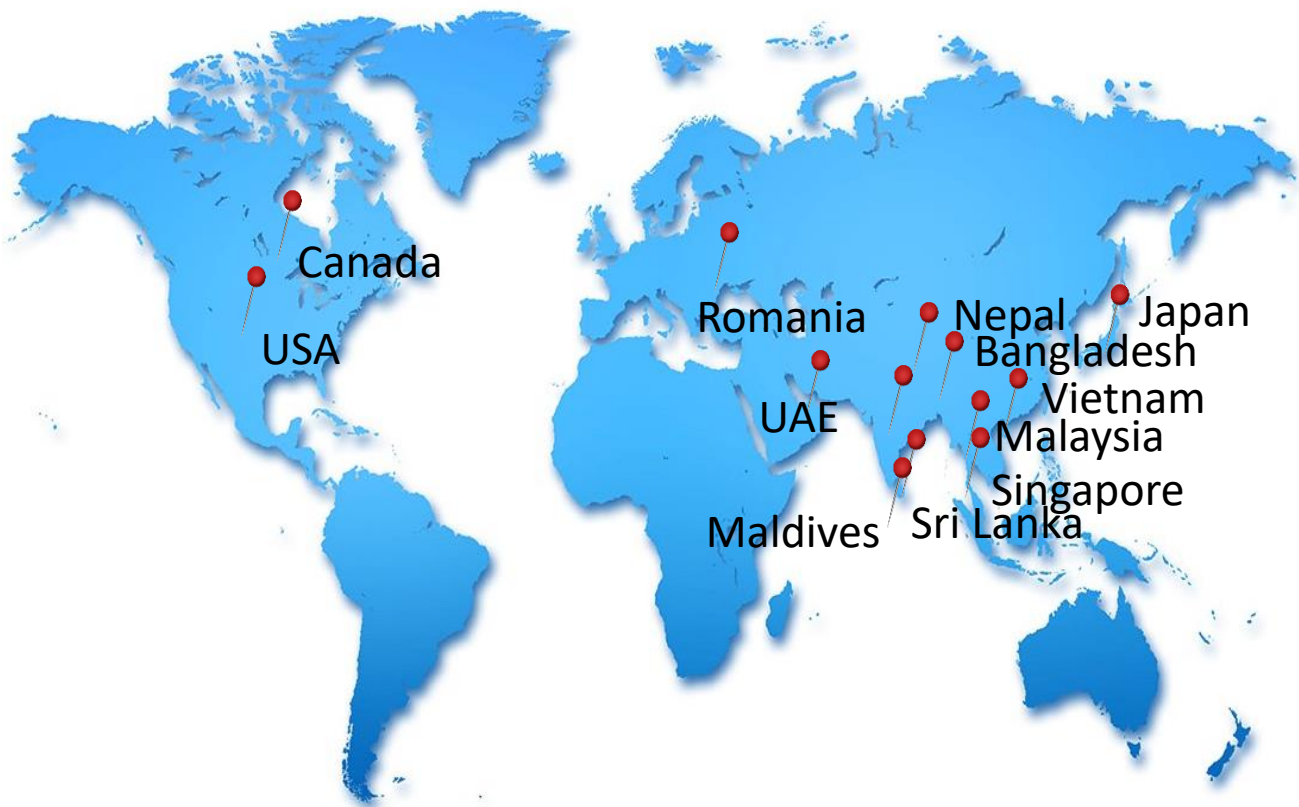 Canada
USA
Romania
Nepal
Japan
Bangladesh
UAE
Vietnam
Malaysia
Singapore
Maldives
Sri Lanka